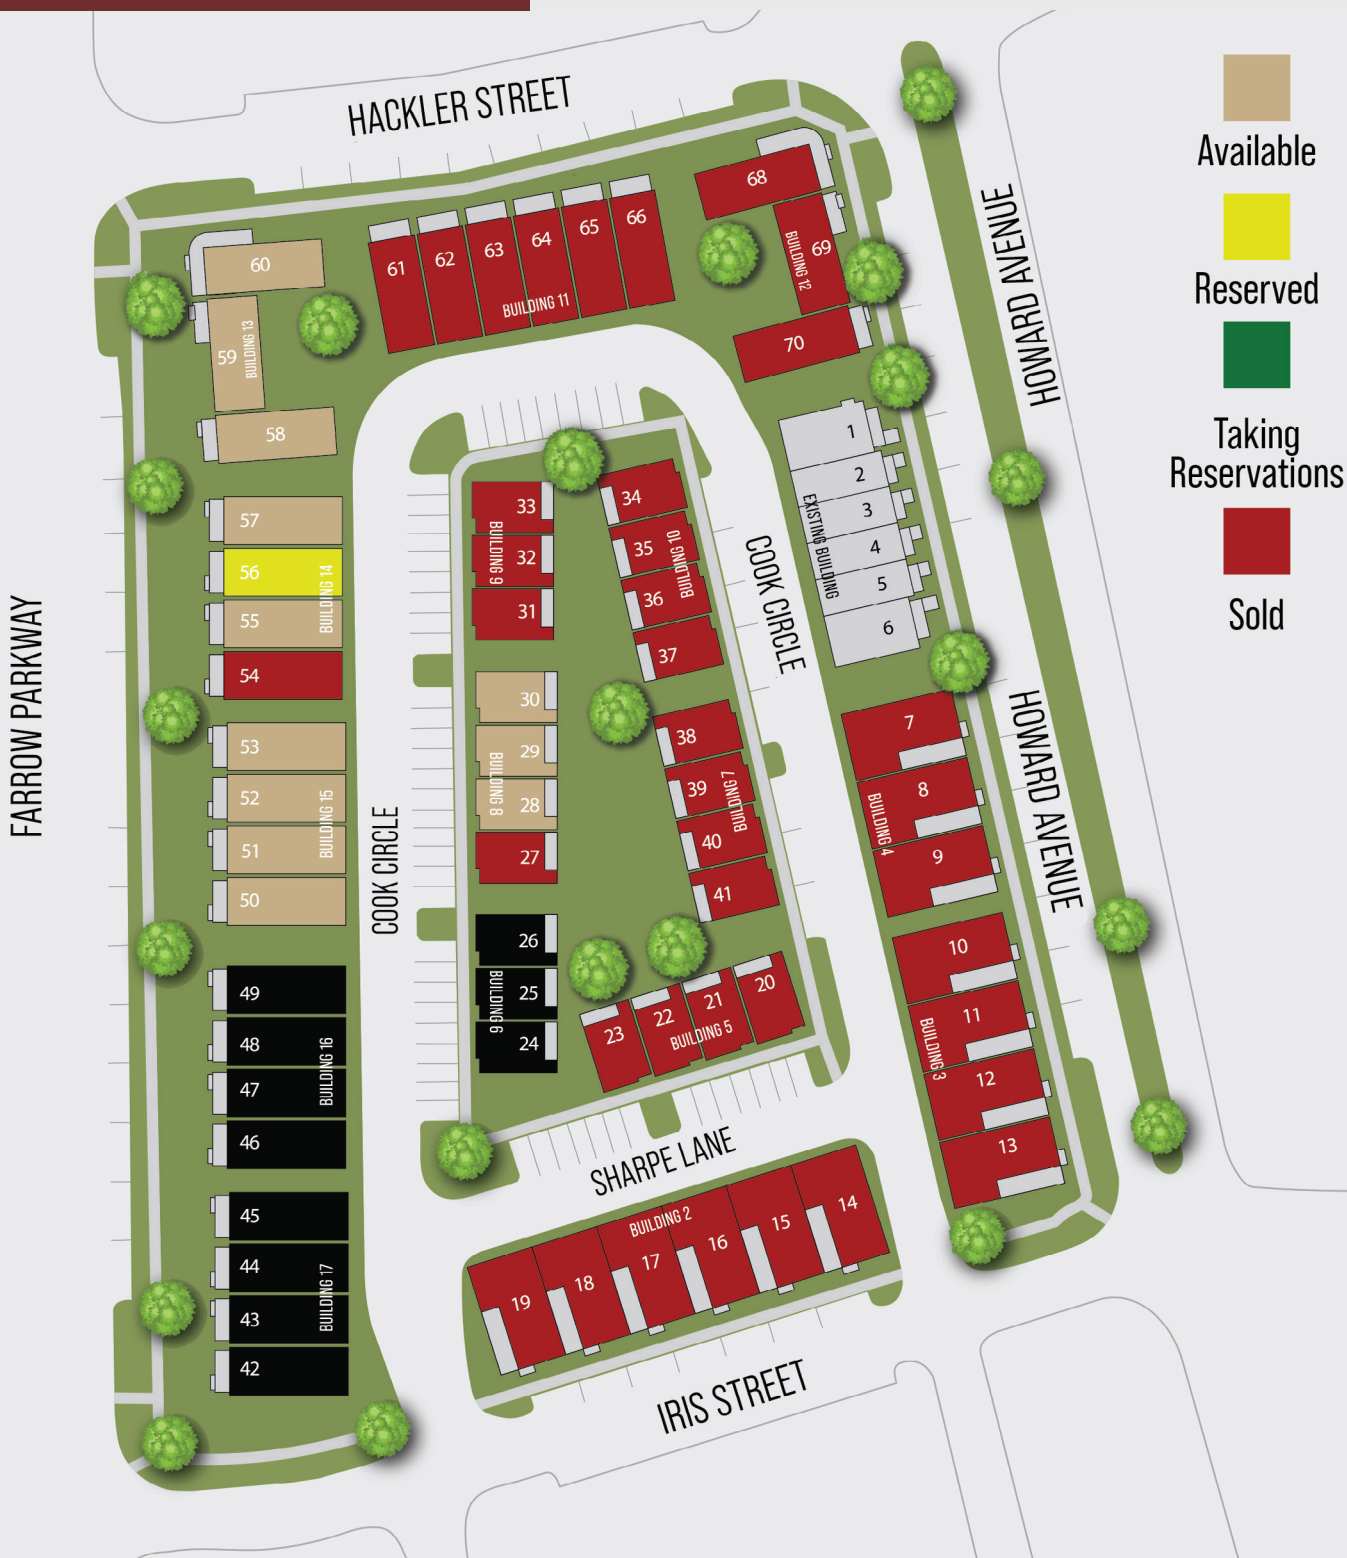 HACKLER STREET
Available
Reserved
Taking
Reservations
Sold
HOWARD AVENUE
68
69
BUILDING 12
70
61
62
63
64
65
66
BUILDING 11
60
59
BUILDING 13
58
57
56
55
54
BUILDING 14
53
52
51
50
BUILDING 15
49
48
47
46
BUILDING 16
45
44
43
42
BUILDING 17
FARROW PARKWAY
COOK CIRCLE
33
32
31
BUILDING 9
30
29
28
27
BUILDING 8
26
25
24
BUILDING 6
34
35
36
37
BUILDING 10
38
39
40
41
BUILDING 7
23
22
21
20
BUILDING 5
COOK CIRCLE
1
2
3
4
5
6
EXISTING BUILDING
7
8
9
BUILDING 4
10
11
12
13
BUILDING 3
HOWARD AVENUE
SHARPE LANE
BUILDING 2
19
18
17
16
15
14
IRIS STREET